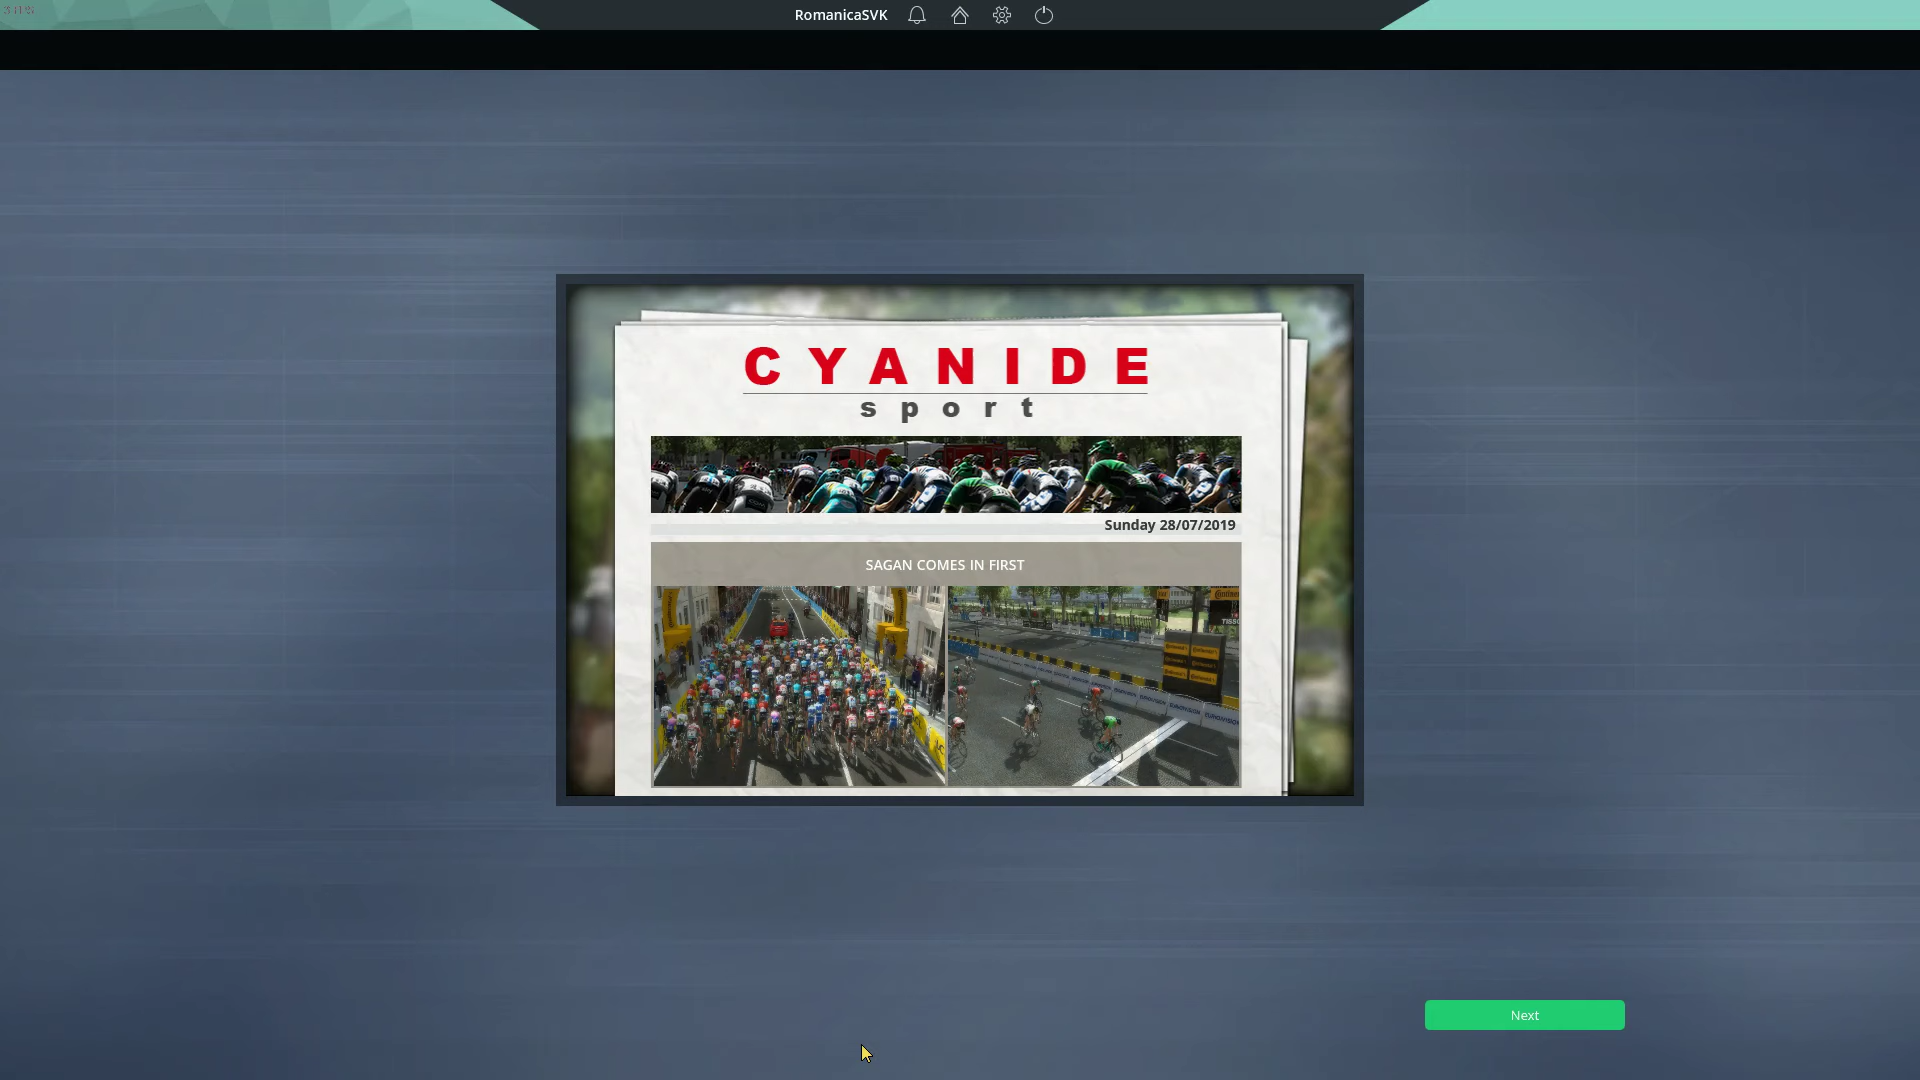 RomanicaSVK
CYANIDE
sport
Sunday 28/07/2019
SAGAN COMES IN FIRST
Next